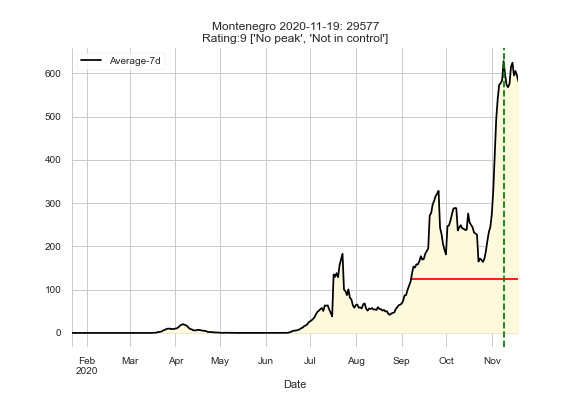 Montenegro 2020-11-19: 29577
Rating:9 ['No peak', 'Not in control']
Average-7d
600
500
400
300
200
100
0
Feb Mar Apr May Jun Jul Aug Sep Oct Nov
2020
Date